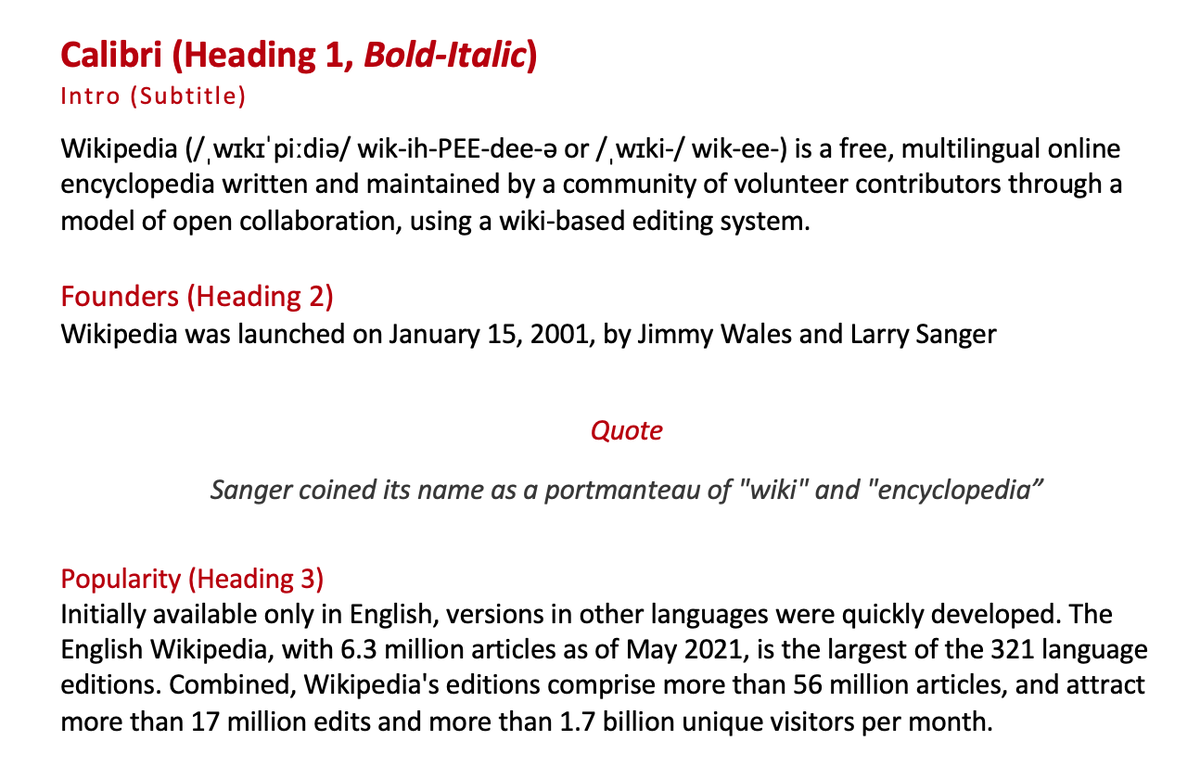 Calibri (Heading 1, Bold-Italic)
Intro (Subtitle)
Wikipedia (/ˌwɪkɪˈpiːdiə/ wik-ih-PEE-dee-ə or /ˌwɪki-/ wik-ee-) is a free, multilingual online
encyclopedia written and maintained by a community of volunteer contributors through a
model of open collaboration, using a wiki-based editing system.
Founders (Heading 2)
Wikipedia was launched on January 15, 2001, by Jimmy Wales and Larry Sanger
Quote
Sanger coined its name as a portmanteau of "wiki" and "encyclopedia”
Popularity (Heading 3)
Initially available only in English, versions in other languages were quickly developed. The
English Wikipedia, with 6.3 million articles as of May 2021, is the largest of the 321 language
editions. Combined, Wikipedia's editions comprise more than 56 million articles, and attract
more than 17 million edits and more than 1.7 billion unique visitors per month.